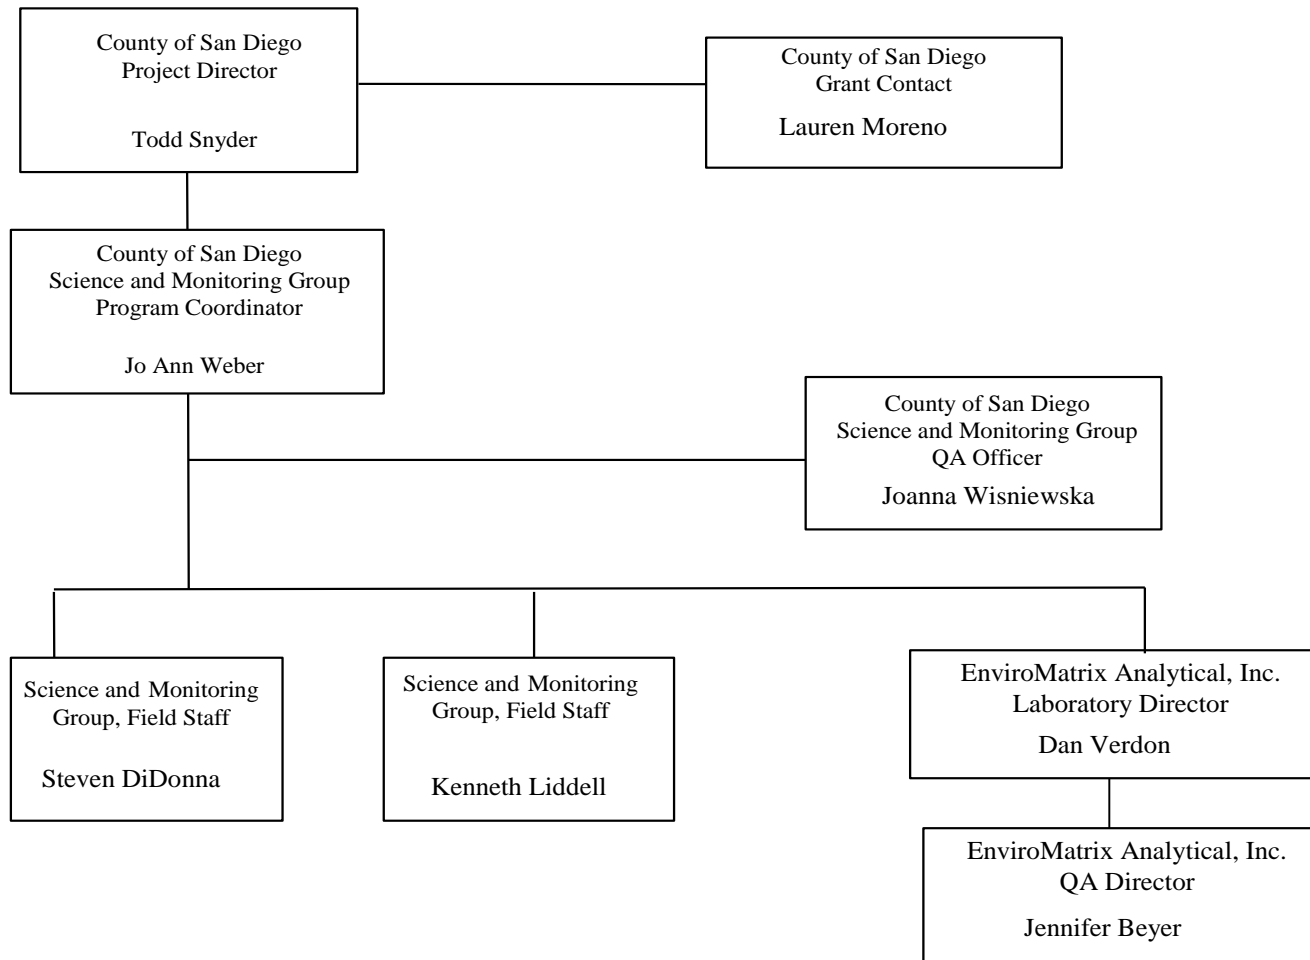 County of San Diego
Project Director
Todd Snyder
County of San Diego
Grant Contact
Lauren Moreno
County of San Diego
Science and Monitoring Group
Program Coordinator
Jo Ann Weber
County of San Diego
Science and Monitoring Group
QA Officer
Joanna Wisniewska
Science and Monitoring
Group, Field Staff
Steven DiDonna
Science and Monitoring
Group, Field Staff
Kenneth Liddell
EnviroMatrix Analytical, Inc.
Laboratory Director
Dan Verdon
EnviroMatrix Analytical, Inc.
QA Director
Jennifer Beyer